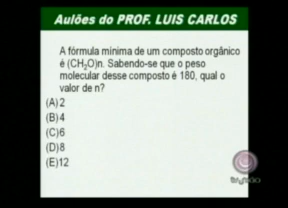 Aulões do PROF. LUIS CARLOS
A fórmula mínima de um composto orgânico
é (CH₂O)n. Sabendo-se que o peso
molecular desse composto é 180, qual o
valor de n?
(A) 2
(B) 4
(C) 6
(D) 8
(E) 12